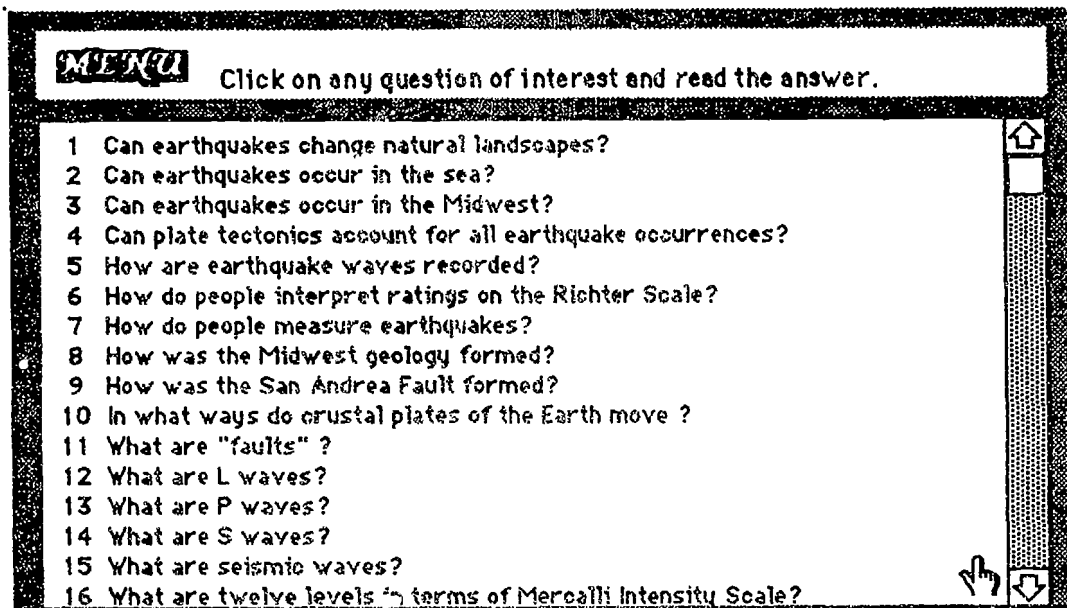 MENU
Click on any question of interest and read the answer.
1 Can earthquakes change natural landscapes?
2 Can earthquakes occur in the sea?
3 Can earthquakes occur in the Midwest?
4 Can plate tectonics account for all earthquake occurrences?
5 How are earthquake waves recorded?
6 How do people interpret ratings on the Richter Scale?
7 How do people measure earthquakes?
8 How was the Midwest geology formed?
9 How was the San Andrea Fault formed?
10 In what ways do crustal plates of the Earth move ?
11 What are "faults" ?
12 What are L waves?
13 What are P waves?
14 What are S waves?
15 What are seismic waves?
16 What are twelve levels in terms of Mercalli Intensity Scale?